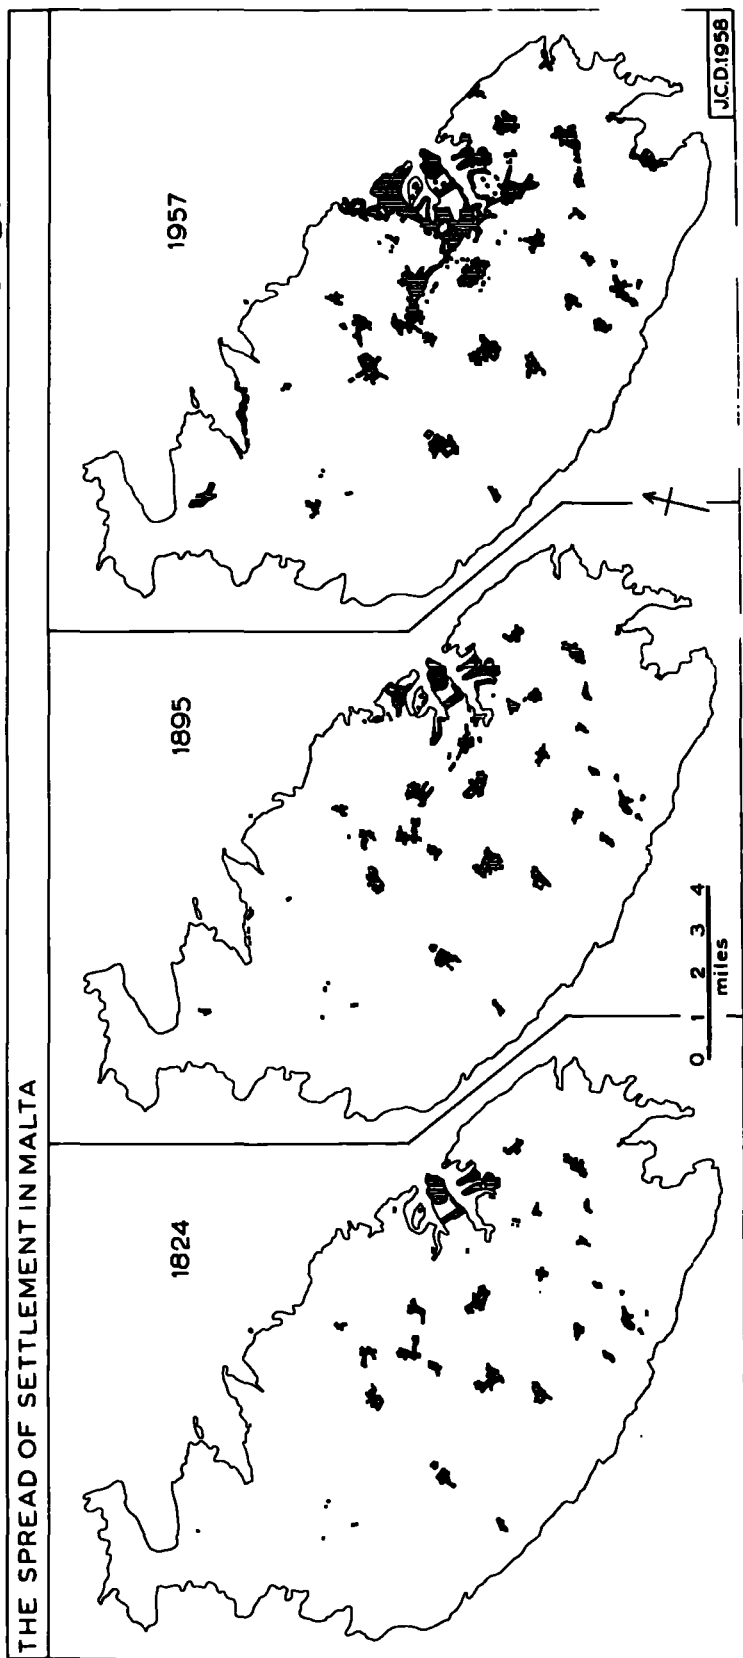 THE SPREAD OF SETTLEMENT IN MALTA
1824
1895
1957
0 1 2 3 4
miles
J.C.D.1958